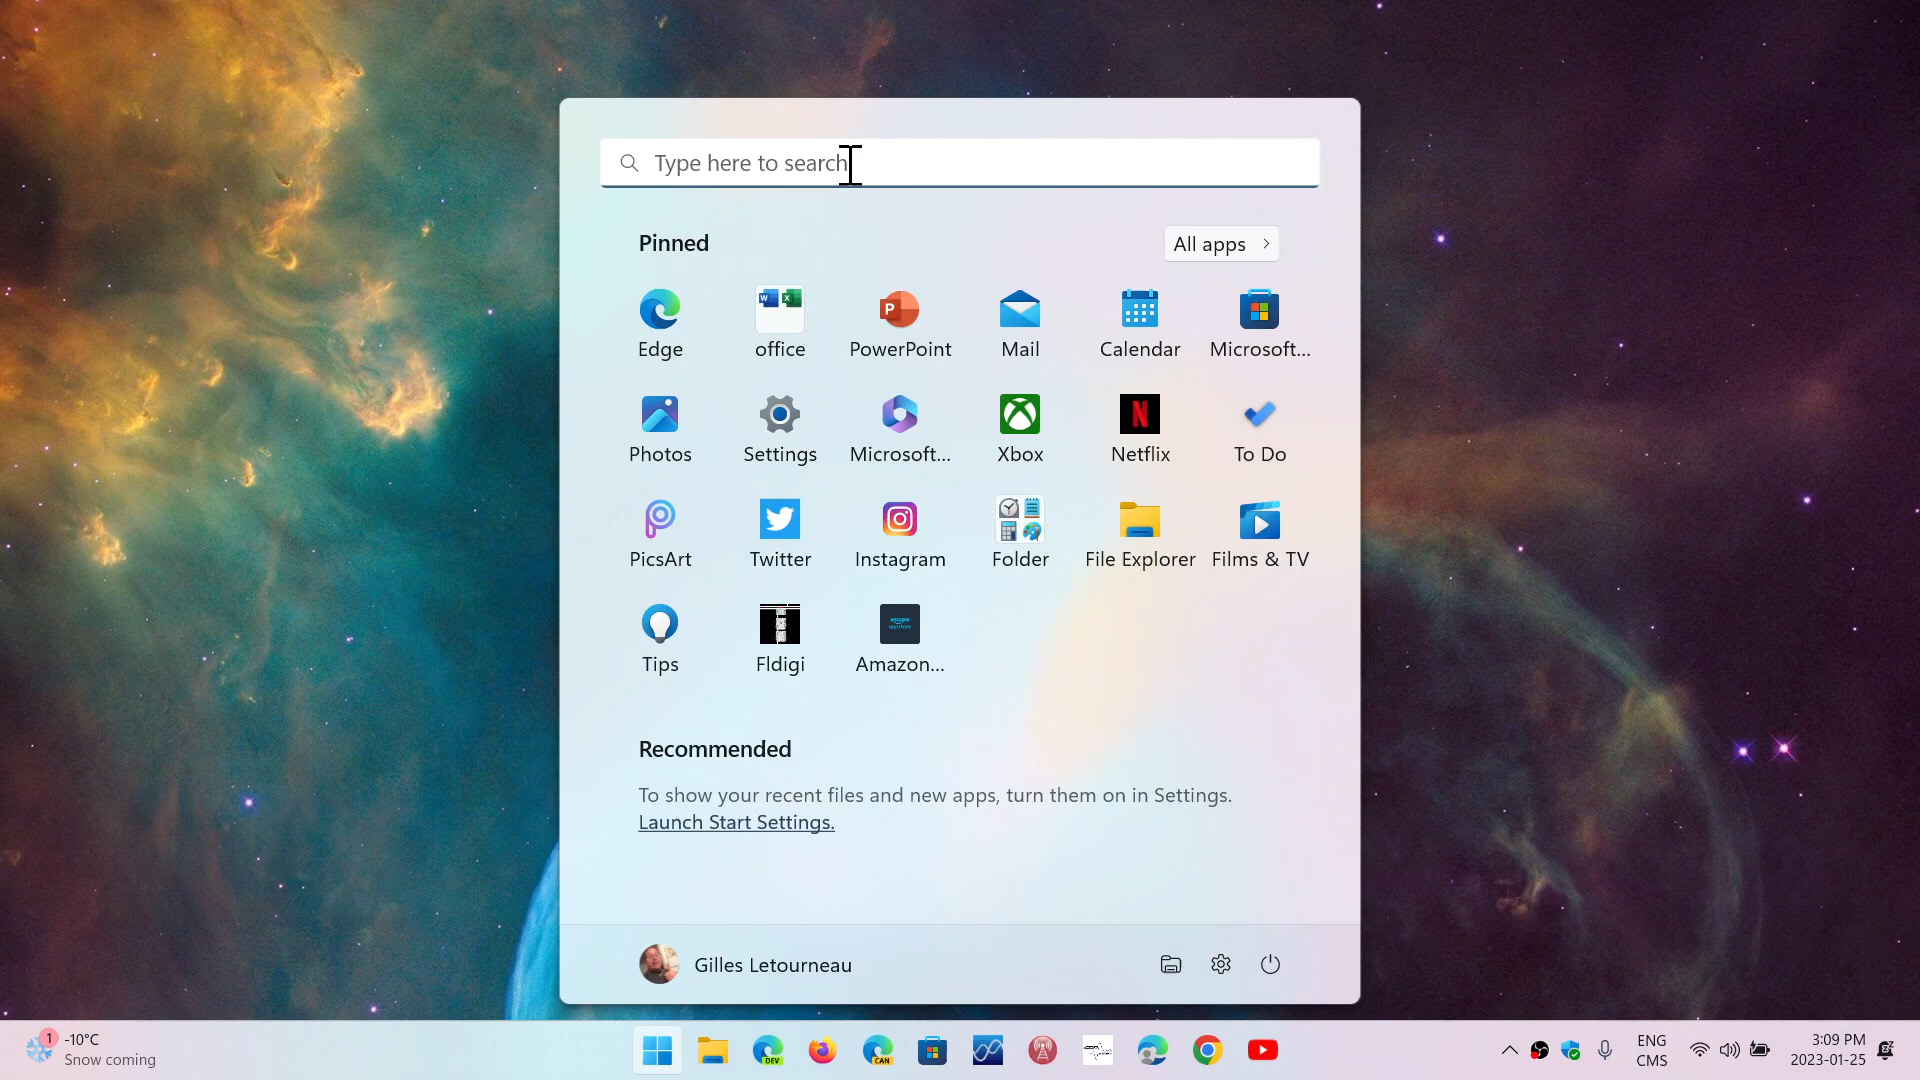 Type here to search
Pinned
All apps
Edge
office
PowerPoint
Mail
Calendar
Microsoft...
Photos
Settings
Microsoft...
Xbox
Netflix
To Do
PicsArt
Twitter
Instagram
Folder
File Explorer
Films & TV
Tips
Fldigi
Amazon...
Recommended
To show your recent files and new apps, turn them on in Settings.
Launch Start Settings.
Gilles Letourneau
1
-10°C
Snow coming
DEV
CAN
ENG
CMS
3:09 PM
2023-01-25